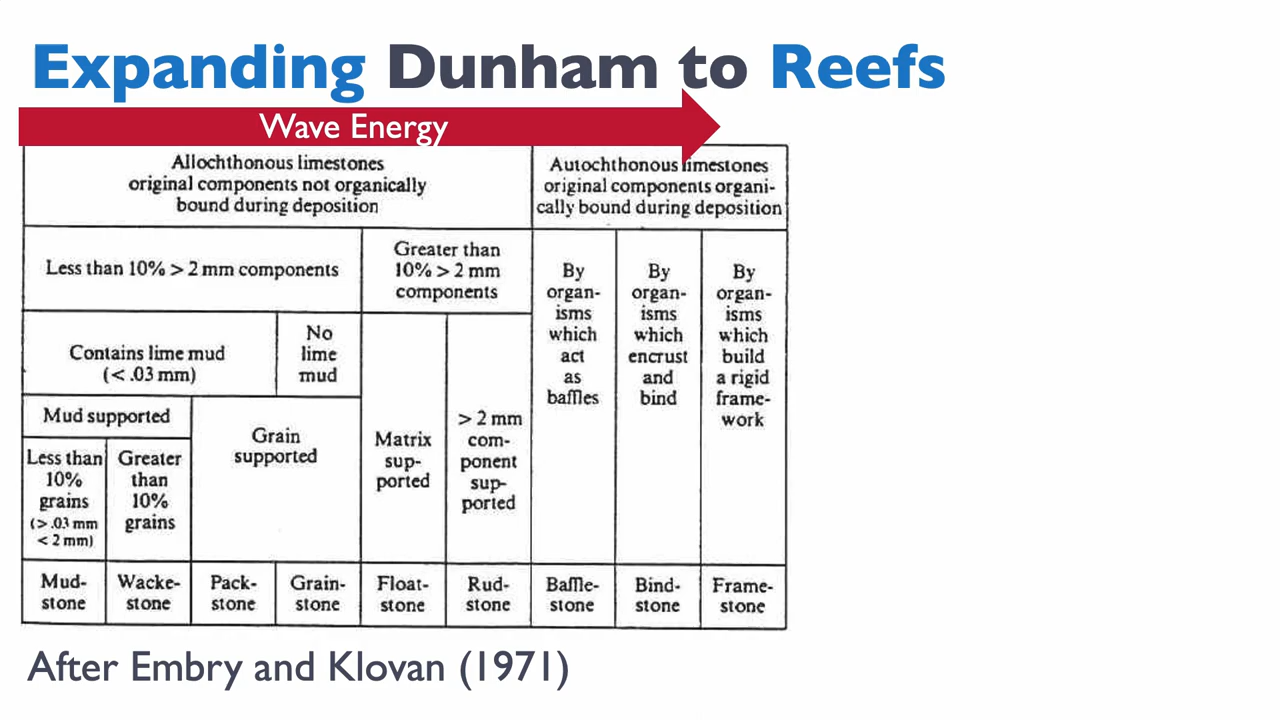 Expanding Dunham to Reefs
Wave Energy
Allochthonous limestones
original components not organically
bound during deposition
Autochthonous limestones
original components organi-
cally bound during deposition
Less than 10% > 2 mm components
Greater than
10% > 2 mm
components
By
organ-
isms
which
act
as
baffles
By
organ-
isms
which
encrust
and
bind
By
organ-
isms
which
build
a rigid
frame-
work
Contains lime mud
(< .03 mm)
No
lime
mud
Mud supported
Grain
supported
Matrix
sup-
ported
> 2 mm
com-
ponent
sup-
ported
Less than
10%
grains
(> .03 mm
< 2 mm)
Greater
than
10%
grains
Mud-
stone
Wacke-
stone
Pack-
stone
Grain-
stone
Float-
stone
Rud-
stone
Baffle-
stone
Bind-
stone
Frame-
stone
After Embry and Klovan (1971)